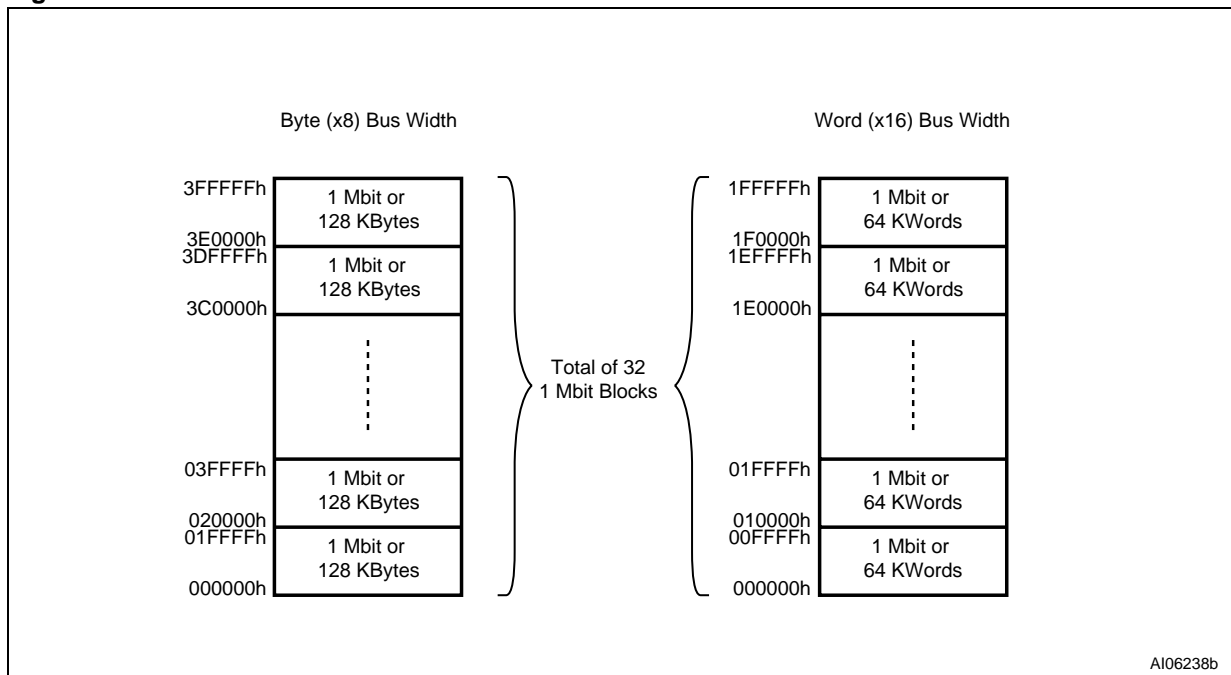 Byte (x8) Bus Width
Word (x16) Bus Width
3FFFFFh
1 Mbit or
128 KBytes
3E0000h
3DFFFFh
1 Mbit or
128 KBytes
3C0000h
03FFFFh
1 Mbit or
128 KBytes
020000h
01FFFFh
1 Mbit or
128 KBytes
000000h
Total of 32
1 Mbit Blocks
1FFFFFh
1 Mbit or
64 KWords
1F0000h
1EFFFFh
1 Mbit or
64 KWords
1E0000h
01FFFFh
1 Mbit or
64 KWords
010000h
00FFFFh
1 Mbit or
64 KWords
000000h
AI06238b